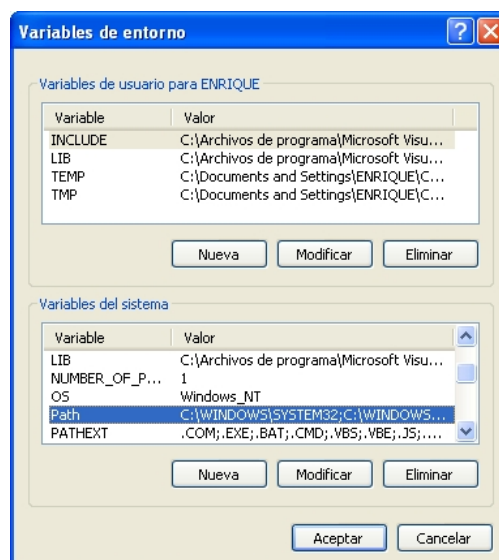 Variables de entorno
Variables de usuario para ENRIQUE
Variable Valor
INCLUDE C:\Archivos de programa\Microsoft Visu...
LIB C:\Archivos de programa\Microsoft Visu...
TEMP C:\Documents and Settings\ENRIQUE\C...
TMP C:\Documents and Settings\ENRIQUE\C...
Nueva Modificar Eliminar
Variables del sistema
Variable Valor
LIB C:\Archivos de programa\Microsoft Visu...
NUMBER_OF_P... 1
OS Windows_NT
Path C:\WINDOWS\SYSTEM32;C:\WINDOWS...
PATHEXT .COM;.EXE;.BAT;.CMD;.VBS;.VBE;.JS;....
Nueva Modificar Eliminar
Aceptar Cancelar